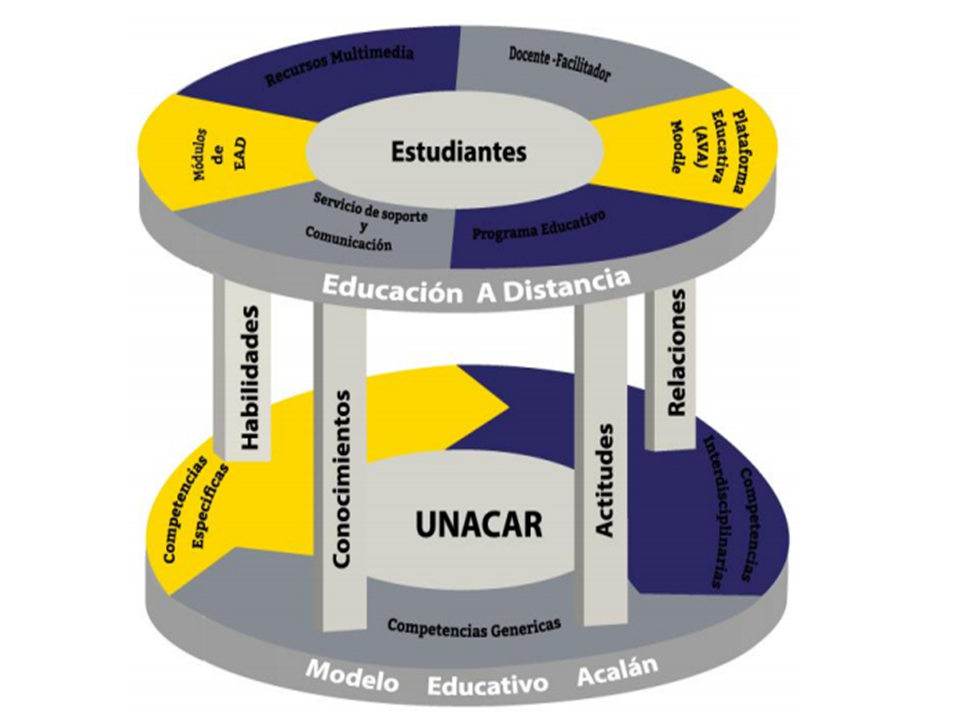 Recursos Multimedia
Docente -Facilitador
Módulos
de
EAD
Estudiantes
Plataforma
Educativa
(AVA)
Moodle
Servicio de soporte
y
Comunicación
Programa Educativo
Educación A Distancia
Habilidades
Conocimientos
Actitudes
Relaciones
Competencias
Especificas
UNACAR
Competencias
Interdisciplinarias
Competencias Genericas
Modelo Educativo Acalán